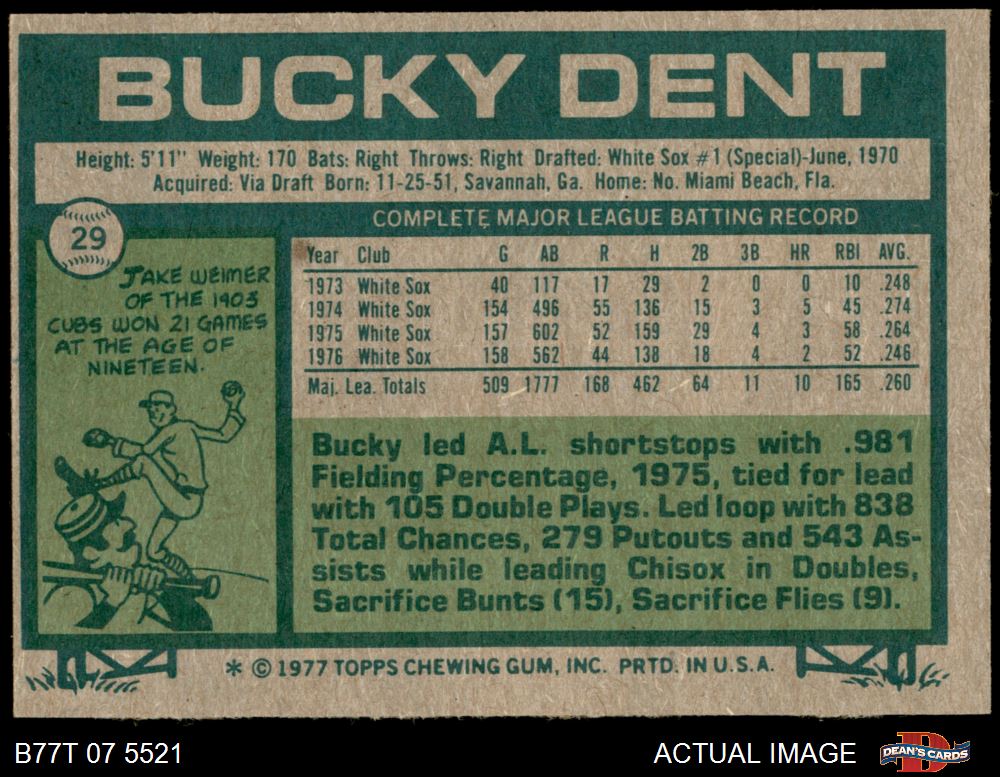 BUCKY DENT
Height: 5'11" Weight: 170 Bats: Right Throws: Right Drafted: White Sox #1 (Special)-June, 1970
Acquired: Via Draft Born: 11-25-51, Savannah, Ga. Home: No. Miami Beach, Fla.
29
JAKE WEIMER
OF THE 1903
CUBS WON 21 GAMES
AT THE AGE OF
NINETEEN.
COMPLETE MAJOR LEAGUE BATTING RECORD
Year Club G AB R H 2B 3B HR RBI AVG.
1973 White Sox 40 117 17 29 2 0 0 10 .248
1974 White Sox 154 496 55 136 15 3 5 45 .274
1975 White Sox 157 602 52 159 29 4 3 58 .264
1976 White Sox 158 562 44 138 18 4 2 52 .246
Maj. Lea. Totals 509 1777 168 462 64 11 10 165 .260
Bucky led A.L. shortstops with .981
Fielding Percentage, 1975, tied for lead
with 105 Double Plays. Led loop with 838
Total Chances, 279 Putouts and 543 As-
sists while leading Chisox in Doubles,
Sacrifice Bunts (15), Sacrifice Flies (9).
* © 1977 TOPPS CHEWING GUM, INC. PRTD. IN U.S.A.
B77T 07 5521
ACTUAL IMAGE
D
DEAN'S CARDS